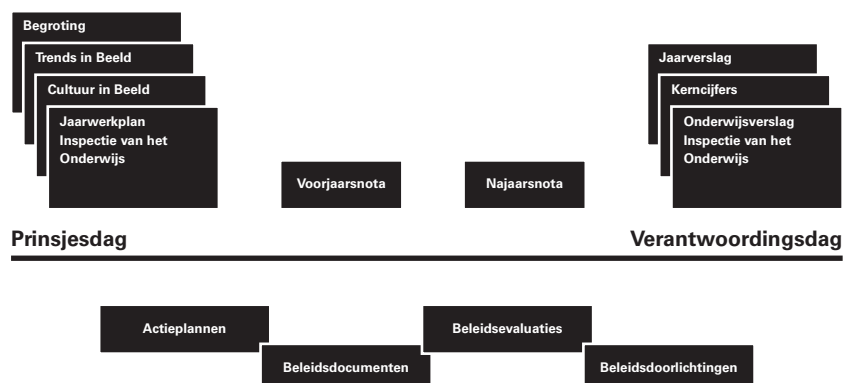 Begroting
Trends in Beeld
Cultuur in Beeld
Jaarwerkplan
Inspectie van het
Onderwijs
Voorjaarsnota
Najaarsnota
Jaarverslag
Kerncijfers
Onderwijsverslag
Inspectie van het
Onderwijs
Prinsjesdag
Verantwoordingsdag
Actieplannen
Beleidsdocumenten
Beleidsevaluaties
Beleidsdoorlichtingen